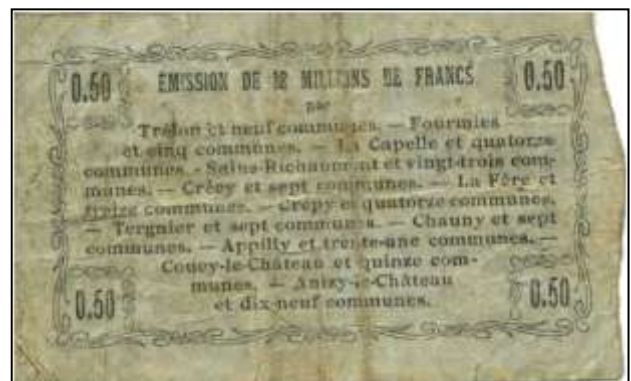 0.50 ÉMISSION DE 12 MILLIONS DE FRANCS 0.50
par
Trélon et neuf communes. — Fourmies
et cinq communes. — La Capelle et quatorze
communes. - Sains-Richaumont et vingt-trois com-
munes. — Crécy et sept communes. — La Fère et
treize communes. — Crépy et quatorze communes.
— Tergnier et sept communes. — Chauny et sept
communes. — Appilly et trente-une communes. —
Coucy-le-Château et quinze com-
munes. — Anizy-le-Château
et dix-neuf communes.
0.50 0.50